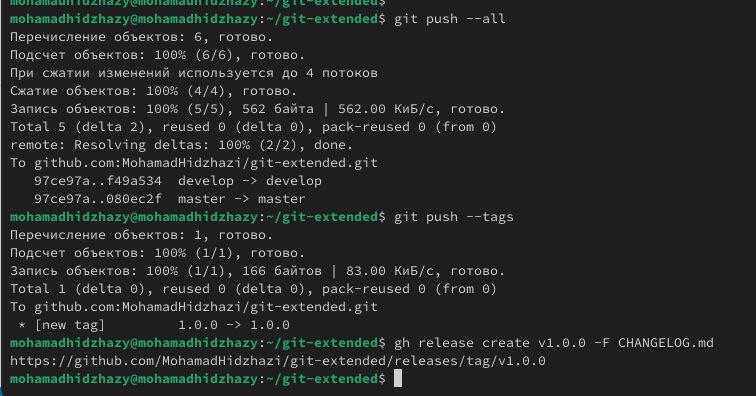 mohamadhidzhazy@mohamadhidzhazy:~/git-extended$
mohamadhidzhazy@mohamadhidzhazy:~/git-extended$ git push --all
Перечисление объектов: 6, готово.
Подсчет объектов: 100% (6/6), готово.
При сжатии изменений используется до 4 потоков
Сжатие объектов: 100% (4/4), готово.
Запись объектов: 100% (5/5), 562 байта | 562.00 КиБ/с, готово.
Total 5 (delta 2), reused 0 (delta 0), pack-reused 0 (from 0)
remote: Resolving deltas: 100% (2/2), done.
To github.com:MohamadHidzhazi/git-extended.git
   97ce97a..f49a534  develop -> develop
   97ce97a..080ec2f  master -> master
mohamadhidzhazy@mohamadhidzhazy:~/git-extended$ git push --tags
Перечисление объектов: 1, готово.
Подсчет объектов: 100% (1/1), готово.
Запись объектов: 100% (1/1), 166 байтов | 83.00 КиБ/с, готово.
Total 1 (delta 0), reused 0 (delta 0), pack-reused 0 (from 0)
To github.com:MohamadHidzhazi/git-extended.git
 * [new tag]         1.0.0 -> 1.0.0
mohamadhidzhazy@mohamadhidzhazy:~/git-extended$ gh release create v1.0.0 -F CHANGELOG.md
https://github.com/MohamadHidzhazi/git-extended/releases/tag/v1.0.0
mohamadhidzhazy@mohamadhidzhazy:~/git-extended$